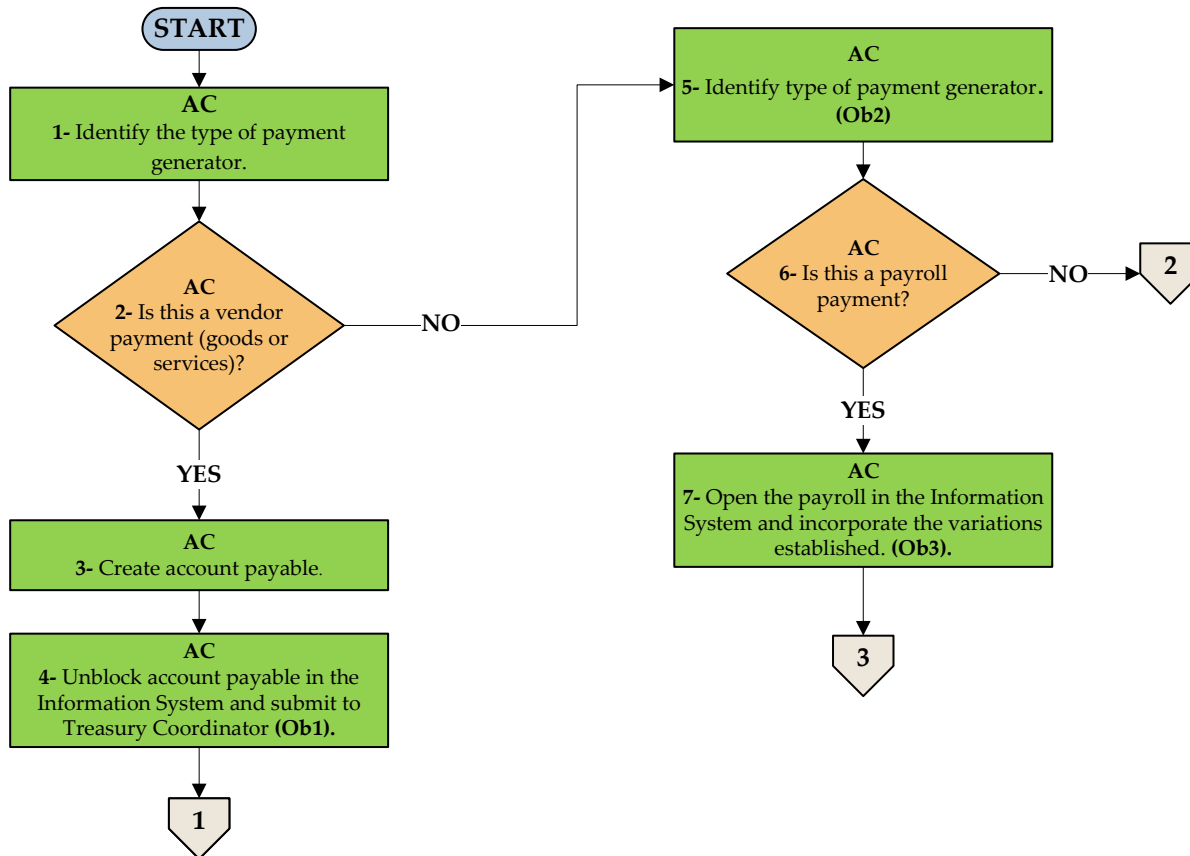 START
AC
1- Identify the type of payment
generator.
AC
2- Is this a vendor
payment (goods or
services)?
NO
YES
AC
3- Create account payable.
AC
4- Unblock account payable in the
Information System and submit to
Treasury Coordinator (Ob1).
1
AC
5- Identify type of payment generator.
(Ob2)
AC
6- Is this a payroll
payment?
NO
2
YES
AC
7- Open the payroll in the Information
System and incorporate the variations
established. (Ob3).
3